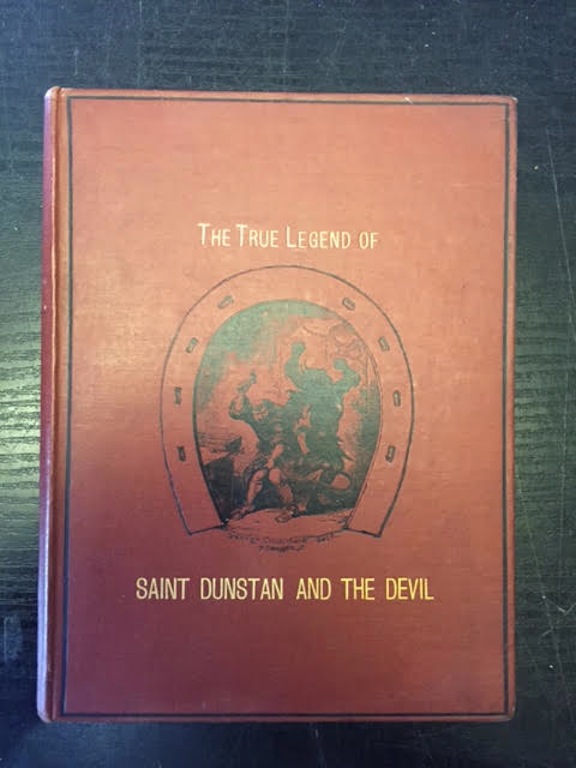 THE TRUE LEGEND OF
SAINT DUNSTAN AND THE DEVIL